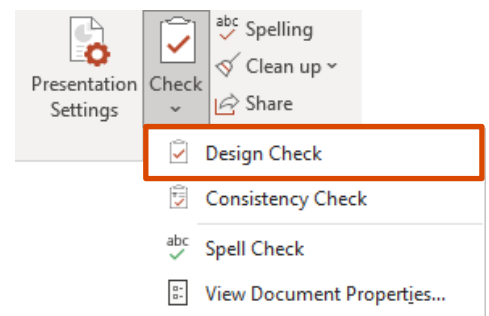 abc Spelling
Clean up
Presentation Settings
Check
Share
Design Check
Consistency Check
abc Spell Check
View Document Properties...